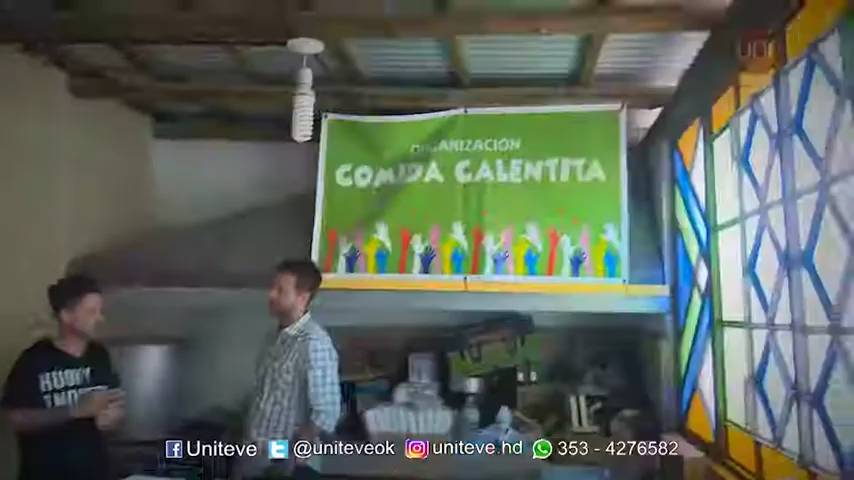 ORGANIZACIÓN
COMIDA CALENTITA
Uniteve @uniteveok uniteve.hd 353 - 4276582